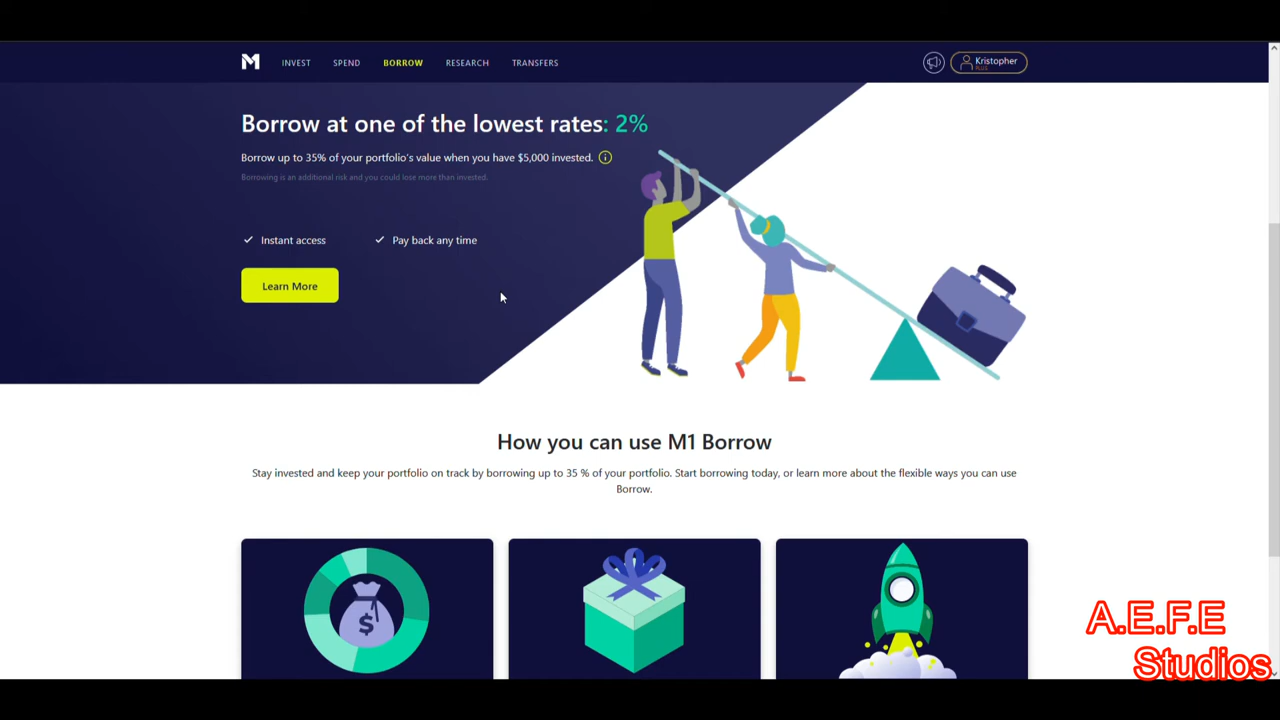 M INVEST SPEND BORROW RESEARCH TRANSFERS Kristopher
PLUS
Borrow at one of the lowest rates: 2%
Borrow up to 35% of your portfolio's value when you have $5,000 invested.
Borrowing is an additional risk and you could lose more than invested.
Instant access Pay back any time
Learn More
How you can use M1 Borrow
Stay invested and keep your portfolio on track by borrowing up to 35 % of your portfolio. Start borrowing today, or learn more about the flexible ways you can use
Borrow.
$
A.E.F.E
Studios